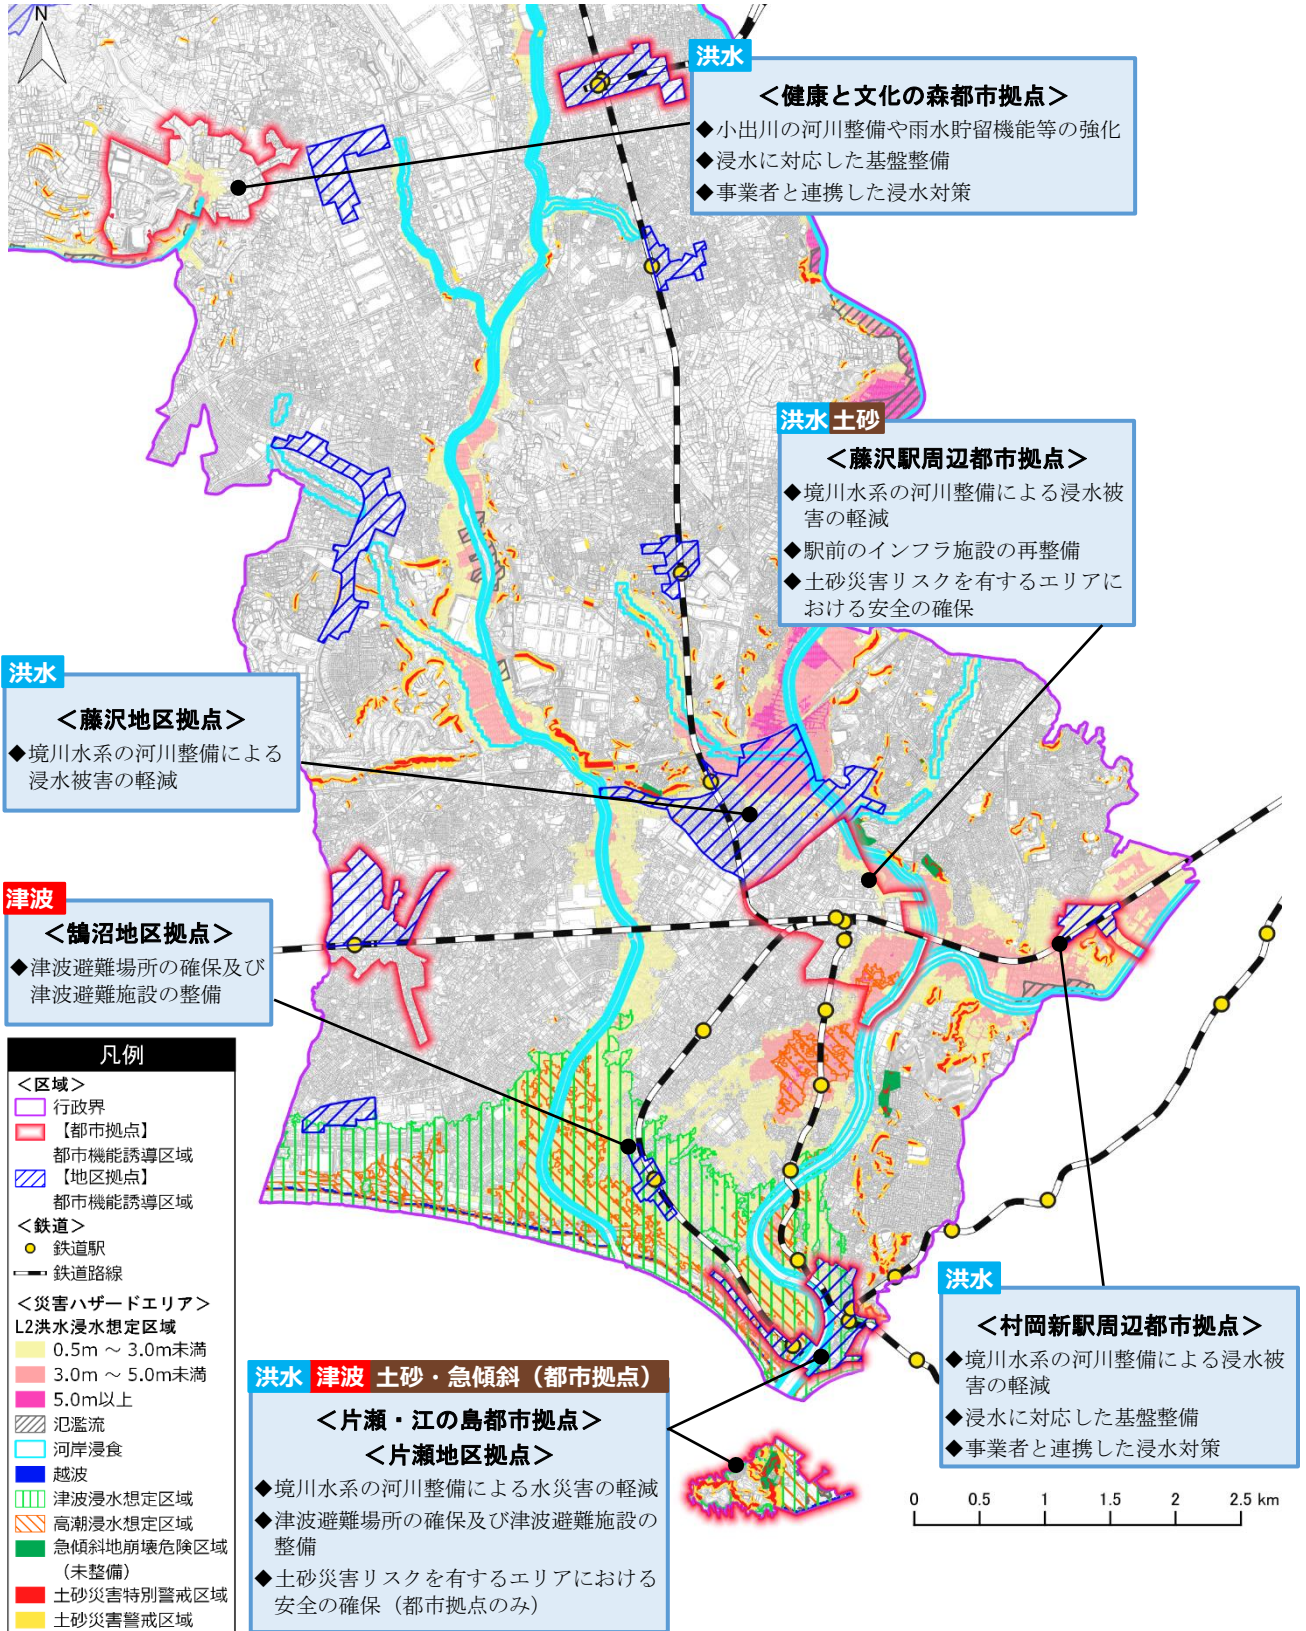 N
洪水
＜健康と文化の森都市拠点＞
◆小出川の河川整備や雨水貯留機能等の強化
◆浸水に対応した基盤整備
◆事業者と連携した浸水対策
洪水 土砂
＜藤沢駅周辺都市拠点＞
◆境川水系の河川整備による浸水被
害の軽減
◆駅前のインフラ施設の再整備
◆土砂災害リスクを有するエリアに
おける安全の確保
洪水
＜藤沢地区拠点＞
◆境川水系の河川整備による
浸水被害の軽減
津波
＜鵠沼地区拠点＞
◆津波避難場所の確保及び
津波避難施設の整備
凡例
＜区域＞
行政界
【都市拠点】
都市機能誘導区域
【地区拠点】
都市機能誘導区域
＜鉄道＞
鉄道駅
鉄道路線
＜災害ハザードエリア＞
L2洪水浸水想定区域
0.5m ～ 3.0m未満
3.0m ～ 5.0m未満
5.0m以上
氾濫流
河岸浸食
越波
津波浸水想定区域
高潮浸水想定区域
急傾斜地崩壊危険区域
（未整備）
土砂災害特別警戒区域
土砂災害警戒区域
洪水 津波 土砂・急傾斜（都市拠点）
＜片瀬・江の島都市拠点＞
＜片瀬地区拠点＞
◆境川水系の河川整備による水災害の軽減
◆津波避難場所の確保及び津波避難施設の
整備
◆土砂災害リスクを有するエリアにおける
安全の確保（都市拠点のみ）
洪水
＜村岡新駅周辺都市拠点＞
◆境川水系の河川整備による浸水被
害の軽減
◆浸水に対応した基盤整備
◆事業者と連携した浸水対策
0 0.5 1 1.5 2 2.5 km